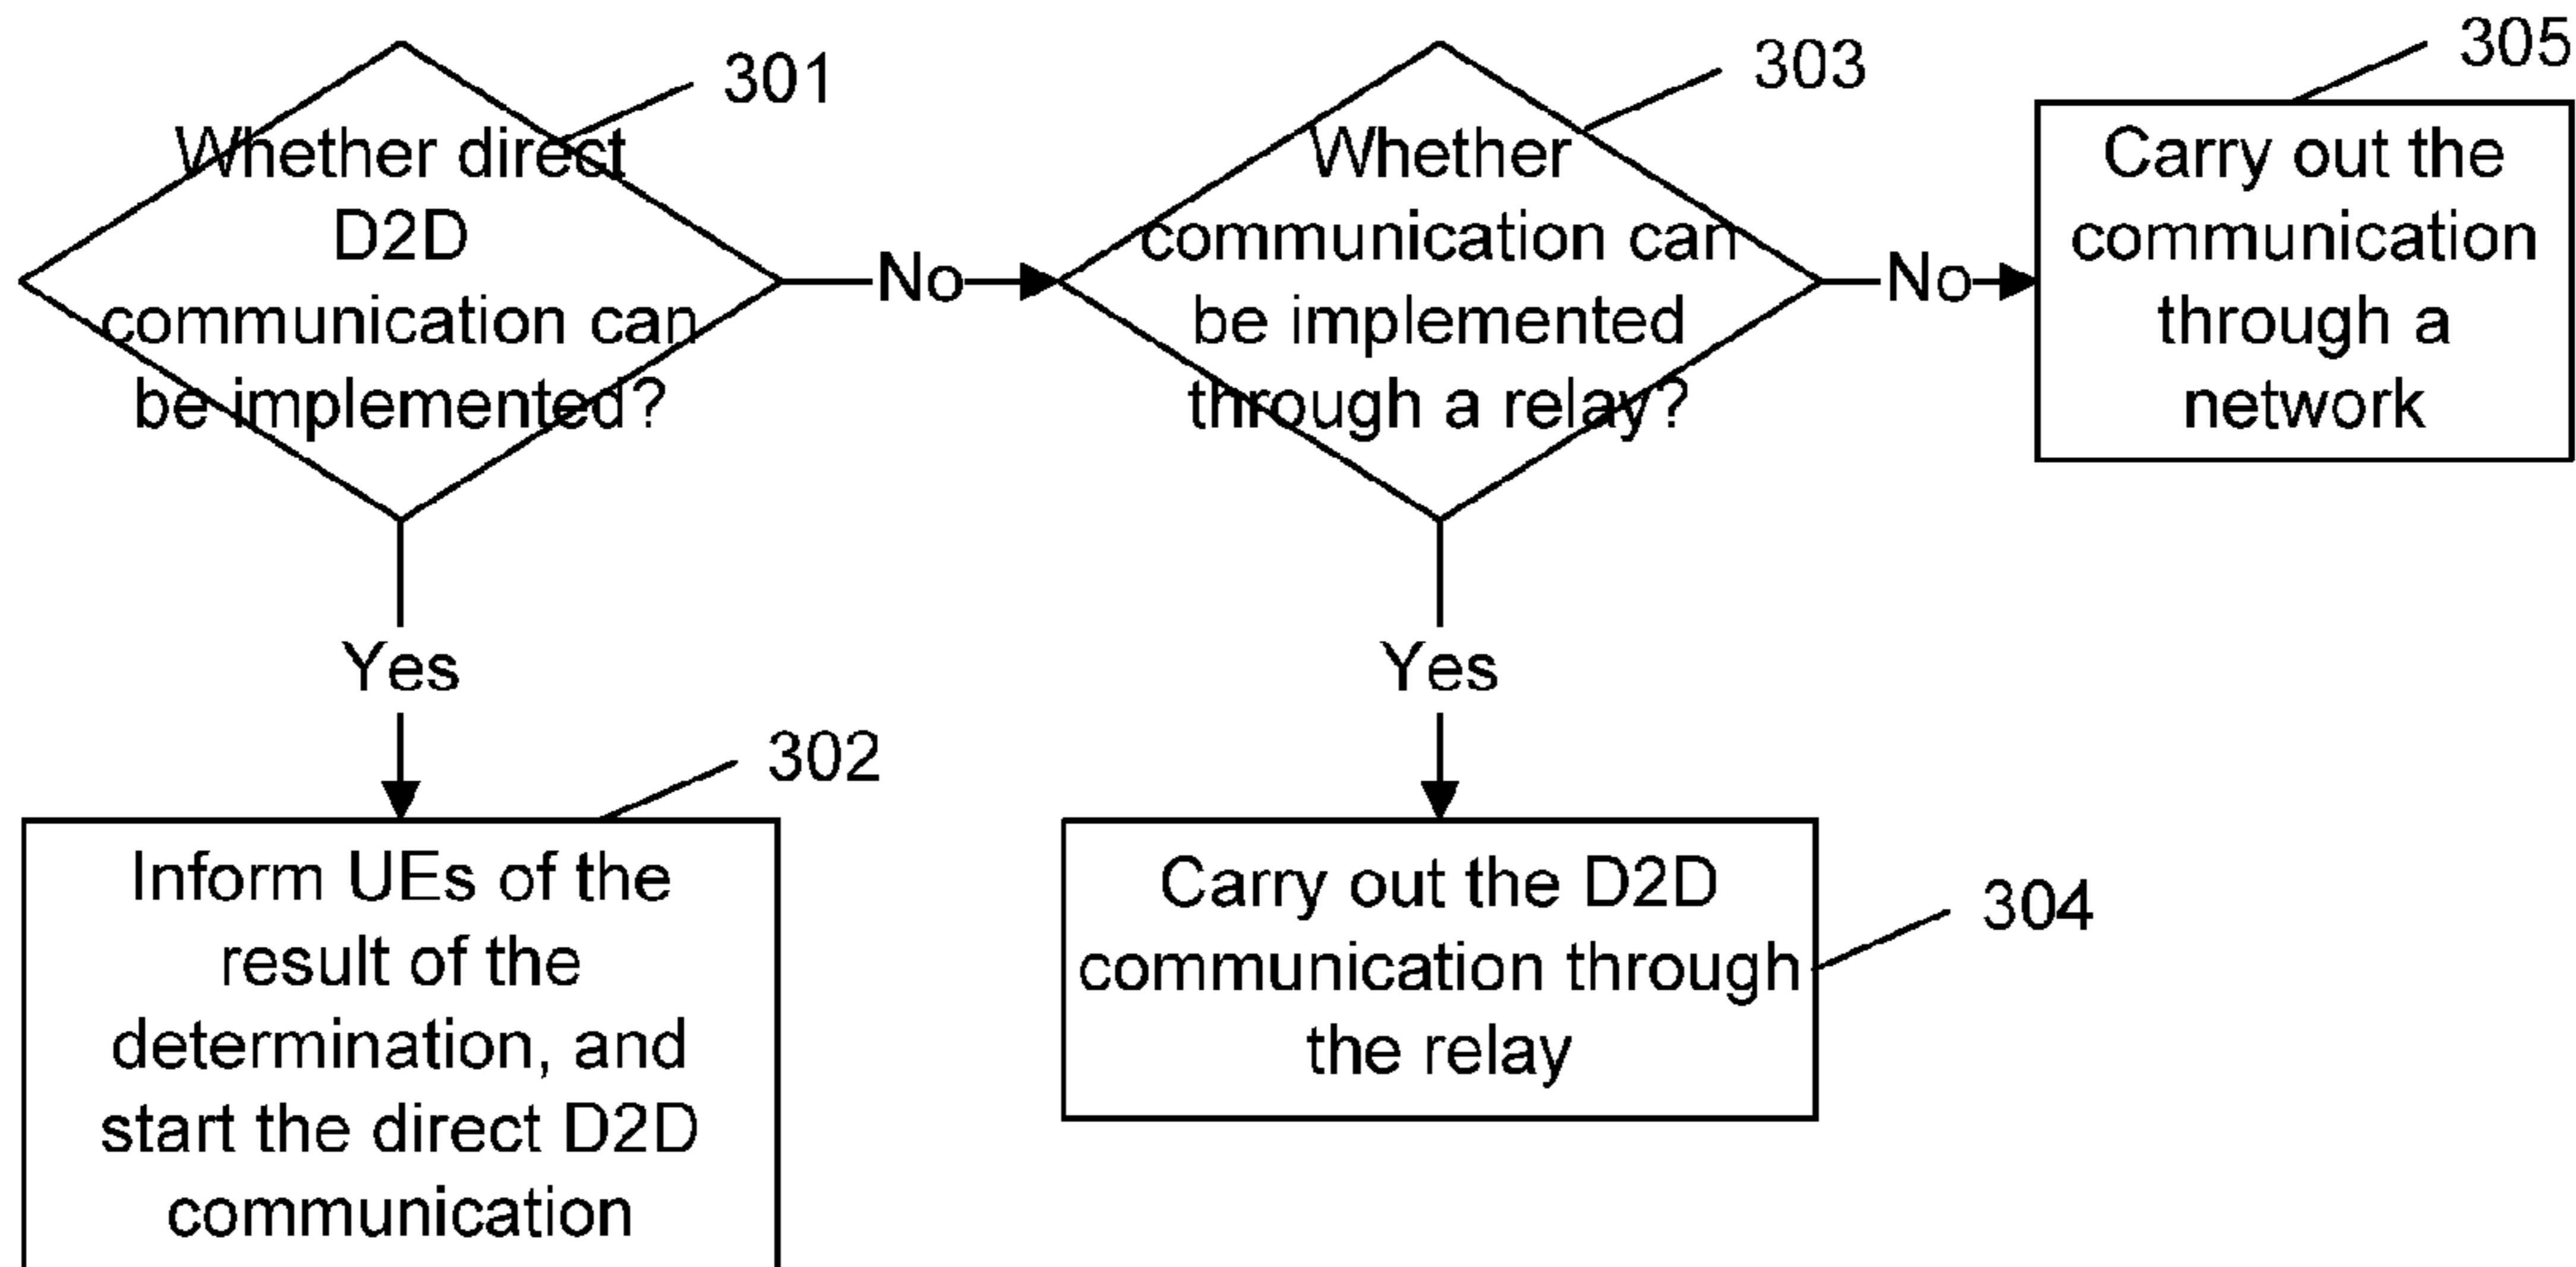 301
Whether direct
D2D
communication can
be implemented?
No
303
Whether
communication can
be implemented
through a relay?
No
305
Carry out the
communication
through a
network
Yes
Yes
302
Inform UEs of the
result of the
determination, and
start the direct D2D
communication
Carry out the D2D
communication through
the relay
304